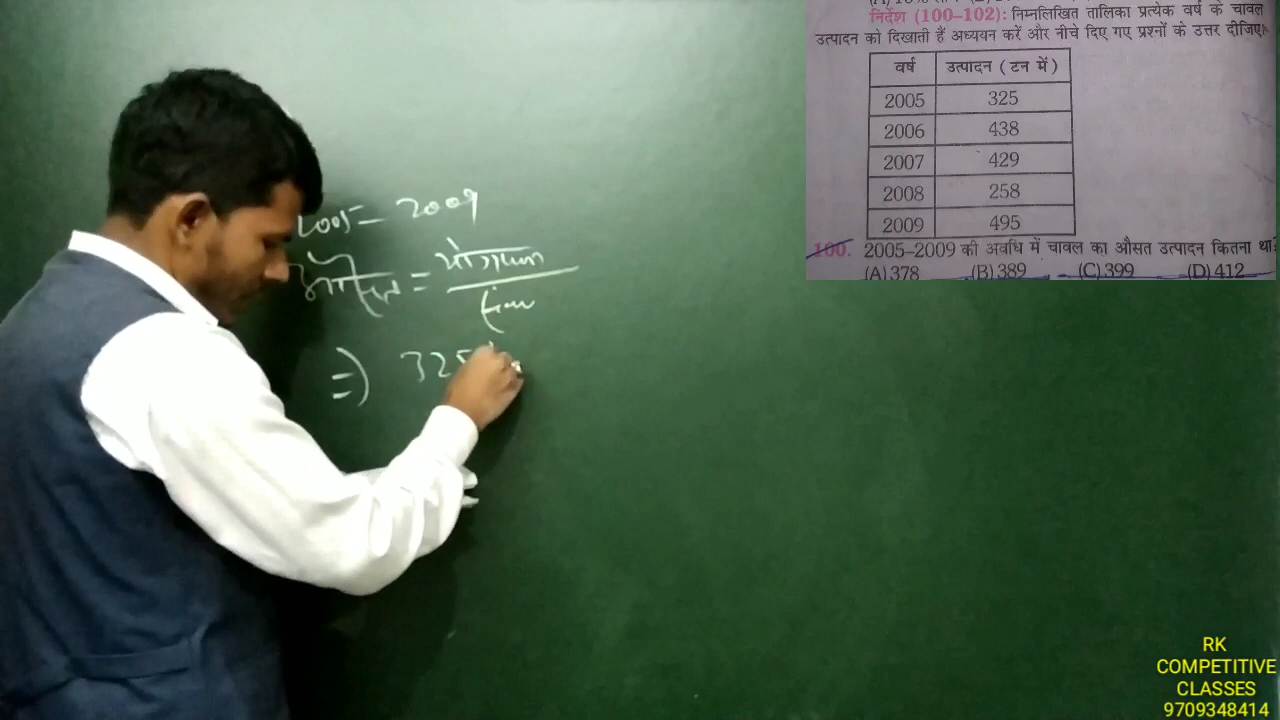 निर्देश (100–102): निम्नलिखित तालिका प्रत्येक वर्ष के चावल
उत्पादन को दिखाती हैं अध्ययन करें और नीचे दिए गए प्रश्नों के उत्तर दीजिए।
वर्ष उत्पादन (टन में)
2005 325
2006 438
2007 429
2008 258
2009 495
100. 2005–2009 की अवधि में चावल का औसत उत्पादन कितना था
(A) 378 (B) 389 (C) 399 (D) 412
2005 – 2009
औसत = योगफल
संख्या
⇒ 325
RK
COMPETITIVE
CLASSES
9709348414